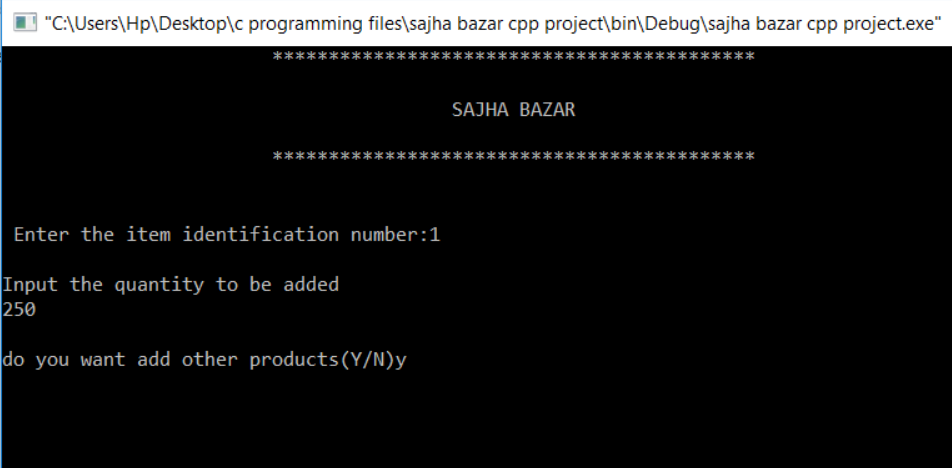 "C:\Users\Hp\Desktop\c programming files\sajha bazar cpp project\bin\Debug\sajha bazar cpp project.exe"
*******************************************
SAJHA BAZAR
*******************************************
Enter the item identification number:1
Input the quantity to be added
250
do you want add other products(Y/N)y